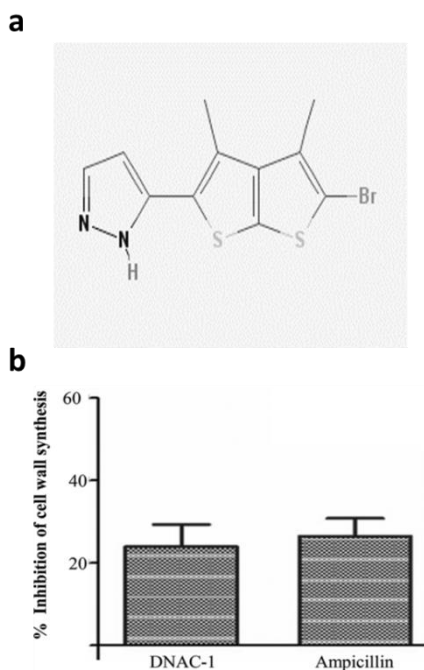 a
Br
S
S
N
N
H
b
% Inhibition of cell wall synthesis
60
40
20
DNAC-1
Ampicillin